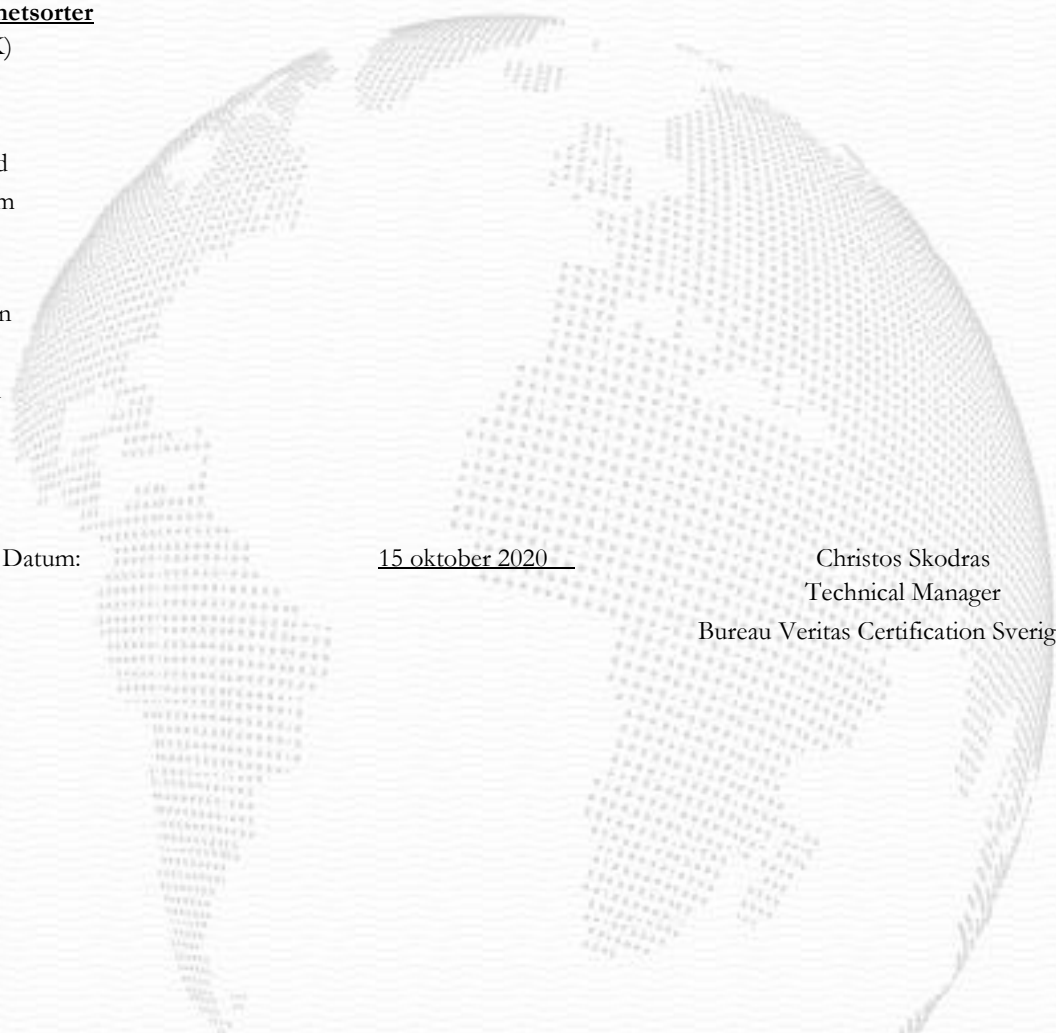 netsorter
K)
d
m
n
Datum: 15 oktober 2020 Christos Skodras
Technical Manager
Bureau Veritas Certification Sverig